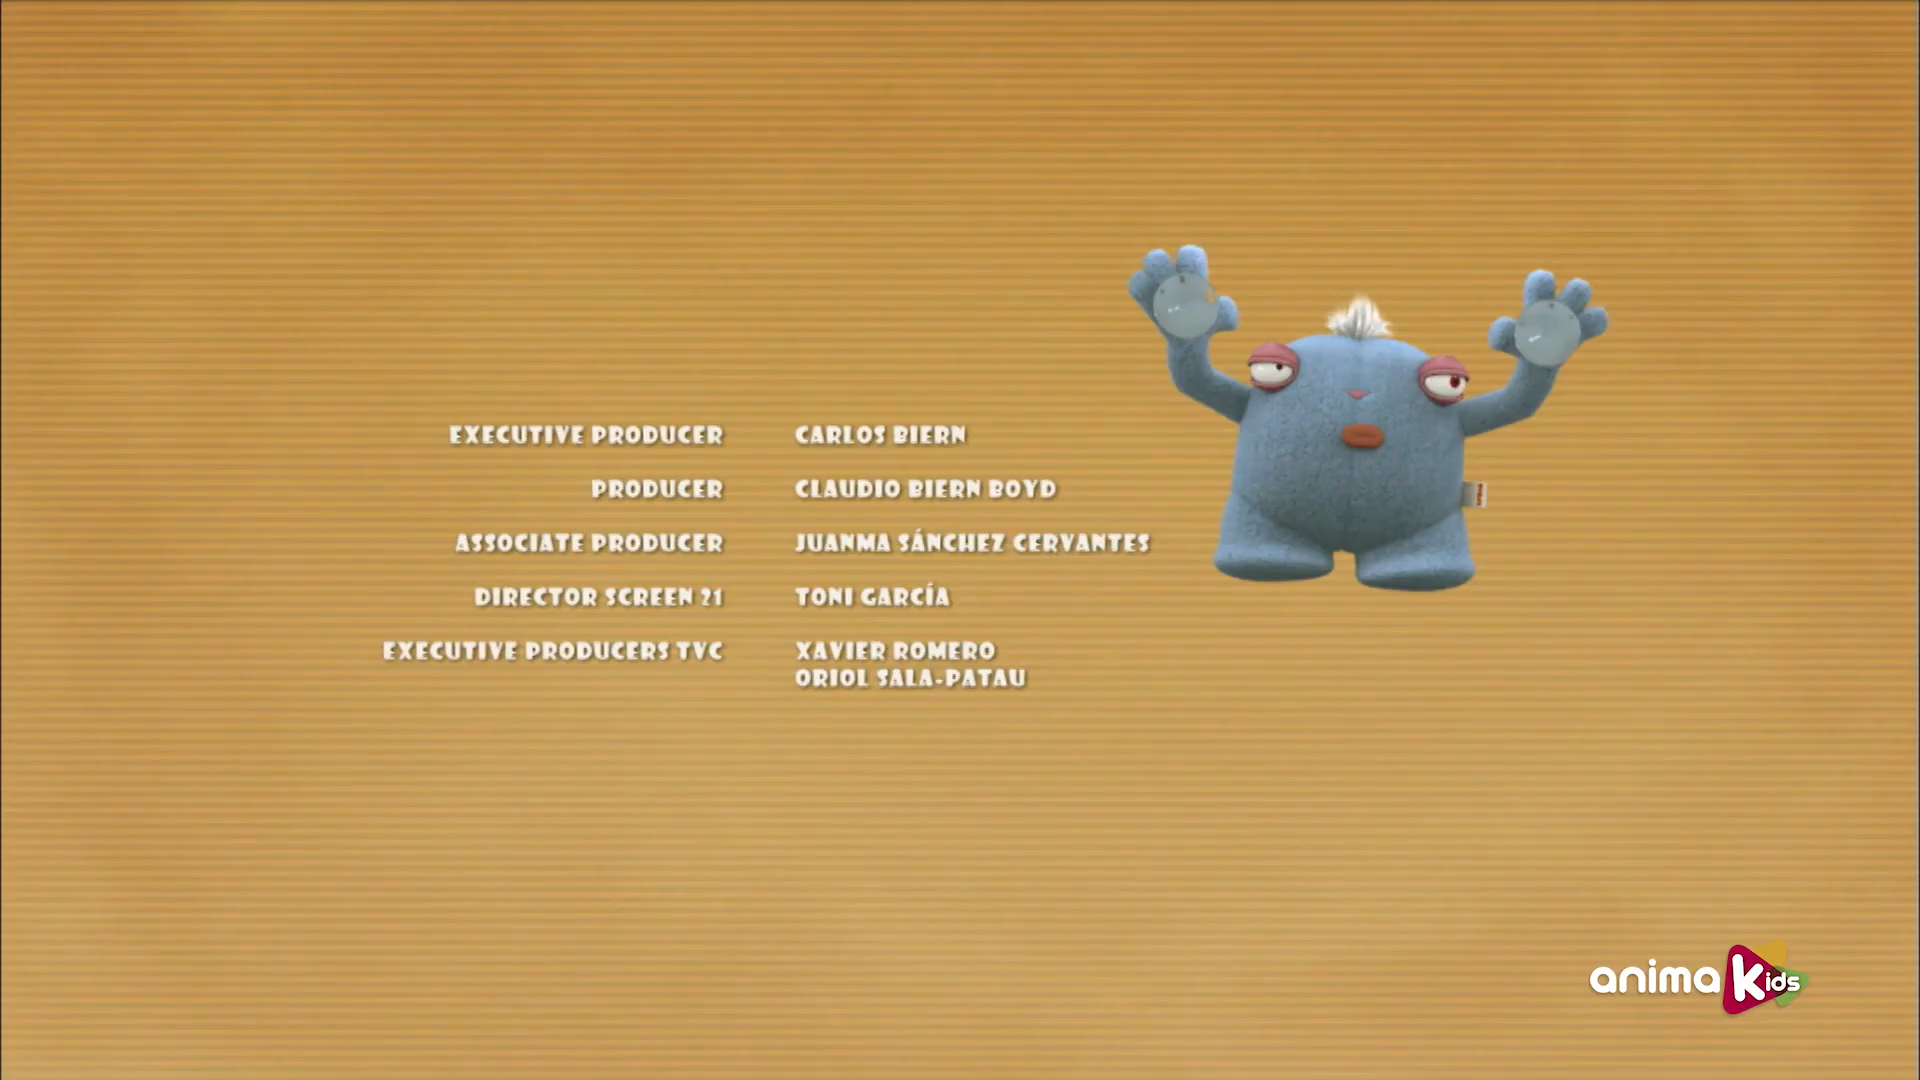 EXECUTIVE PRODUCER CARLOS BIERN
PRODUCER CLAUDIO BIERN BOYD
ASSOCIATE PRODUCER JUANMA SÁNCHEZ CERVANTES
DIRECTOR SCREEN 21 TONI GARCÍA
EXECUTIVE PRODUCERS TVC XAVIER ROMERO
ORIOL SALA-PATAU
anima Kids